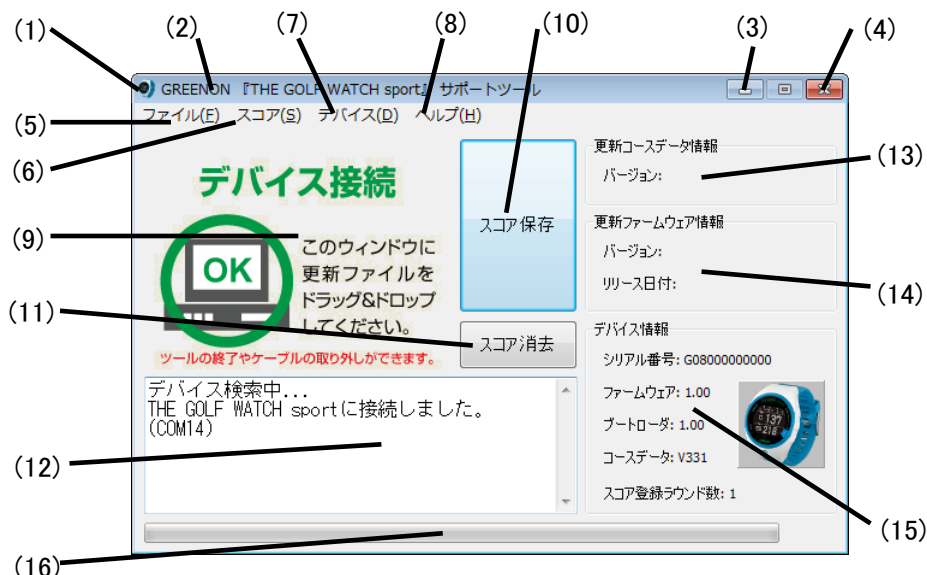 (1)
(2)
(7)
(8)
(10)
(3)
(4)
GREENON 『THE GOLF WATCH sport』 サポートツール
(5)
ファイル(F) スコア(S) デバイス(D) ヘルプ(H)
(6)
デバイス接続
OK
(9)
このウィンドウに
更新ファイルを
ドラッグ&ドロップ
してください。
(11)
ツールの終了やケーブルの取り外しができます。
スコア保存
スコア消去
更新コースデータ情報
バージョン:
(13)
更新ファームウェア情報
バージョン:
リリース日付:
(14)
デバイス情報
シリアル番号: G08000000000
ファームウェア: 1.00
ブートローダ: 1.00
コースデータ: V331
スコア登録ラウンド数: 1
(15)
デバイス検索中...
THE GOLF WATCH sportに接続しました。
(COM14)
(12)
(16)